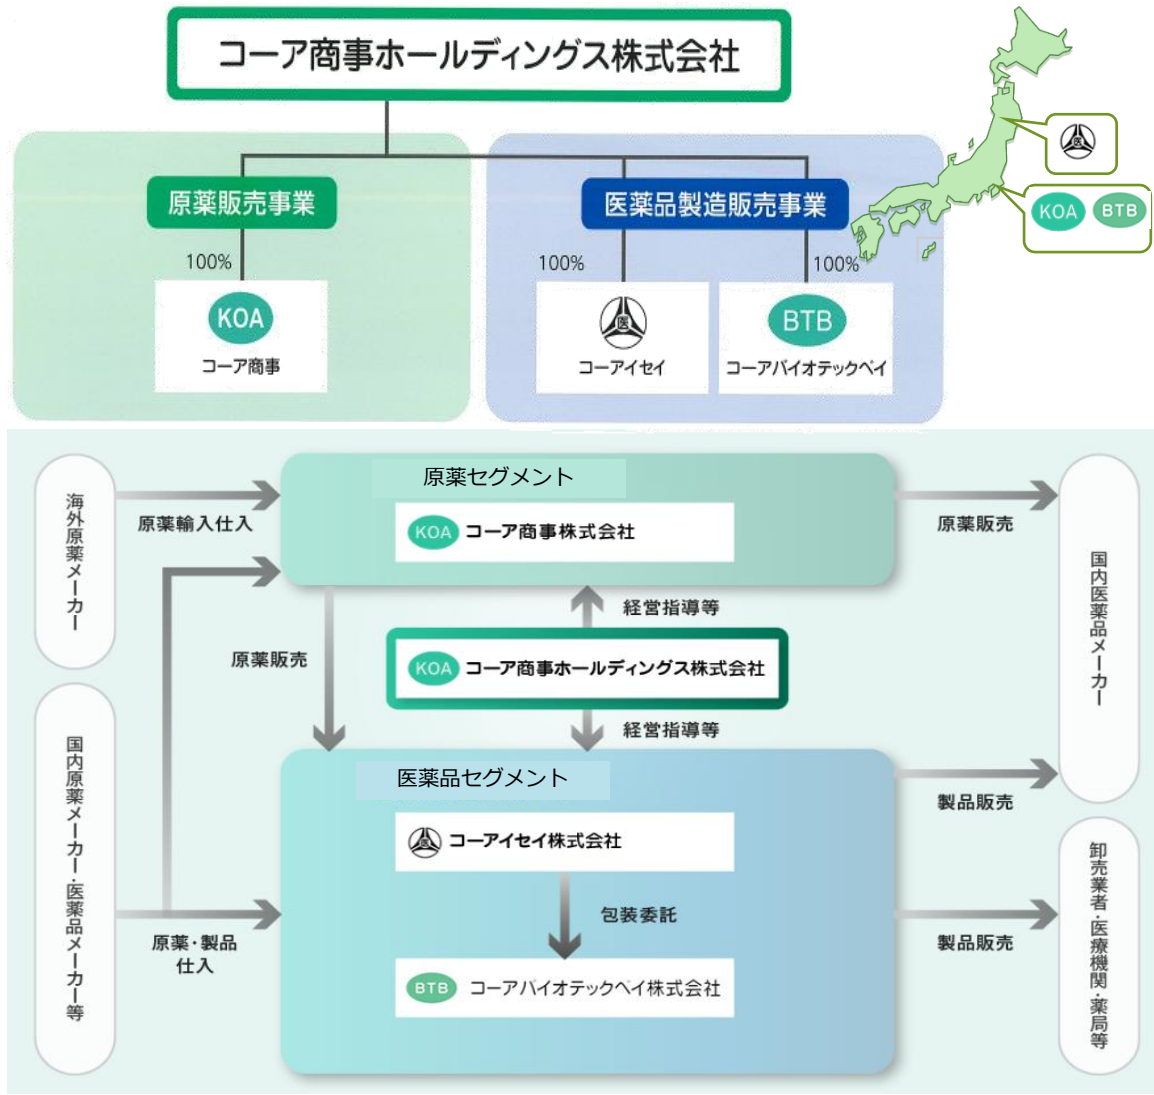 コーア商事ホールディングス株式会社
医
KOA
BTB
原薬販売事業
医薬品製造販売事業
100%
100%
100%
KOA
コーア商事
医
コーアイセイ
BTB
コーアバイオテックベイ
海外原薬メーカー
原薬輸入仕入
原薬セグメント
KOA コーア商事株式会社
原薬販売
国内医薬品メーカー
経営指導等
原薬販売
KOA コーア商事ホールディングス株式会社
経営指導等
国内原薬メーカー・医薬品メーカー等
医薬品セグメント
製品販売
医 コーアイセイ株式会社
包装委託
原薬・製品
仕入
製品販売
卸売業者・医療機関・薬局等
BTB コーアバイオテックベイ株式会社